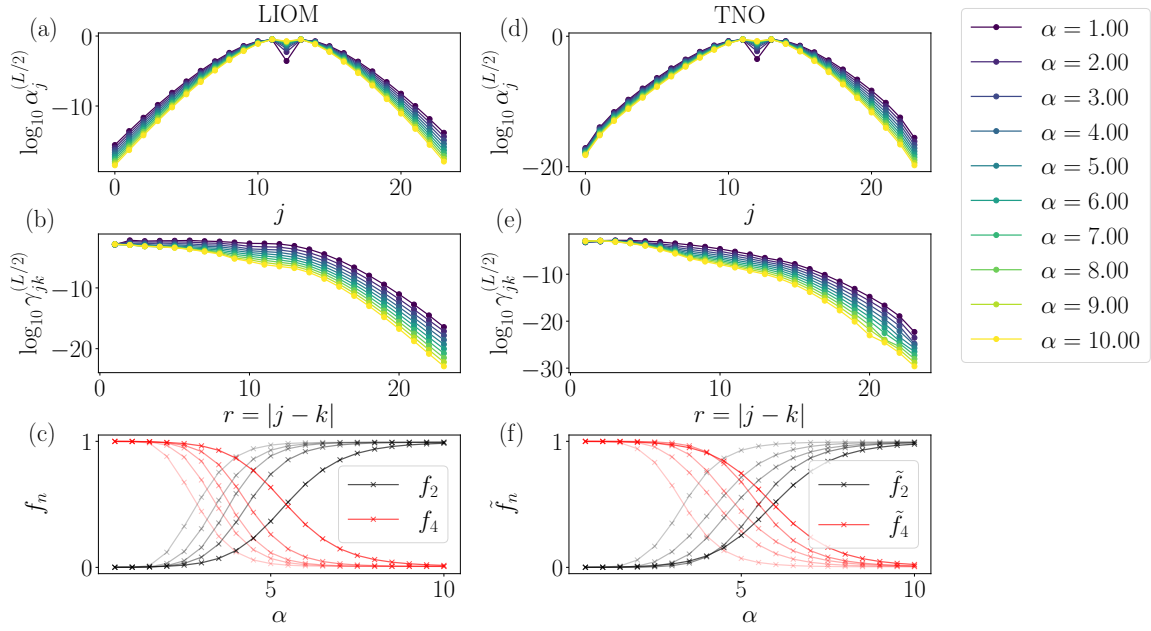 LIOM
(a)
log₁₀ α_j^(L/2)
0
−10
0
10
20
j
(b)
log₁₀ γ_jk^(L/2)
−10
−20
0
10
20
r = |j − k|
(c)
f_n
1
0
5
10
α
f_2
f_4
TNO
(d)
log₁₀ α_j^(L/2)
0
−20
0
10
20
j
(e)
log₁₀ γ_jk^(L/2)
−10
−20
−30
0
10
20
r = |j − k|
(f)
f̃_n
1
0
5
10
α
f̃_2
f̃_4
α = 1.00
α = 2.00
α = 3.00
α = 4.00
α = 5.00
α = 6.00
α = 7.00
α = 8.00
α = 9.00
α = 10.00